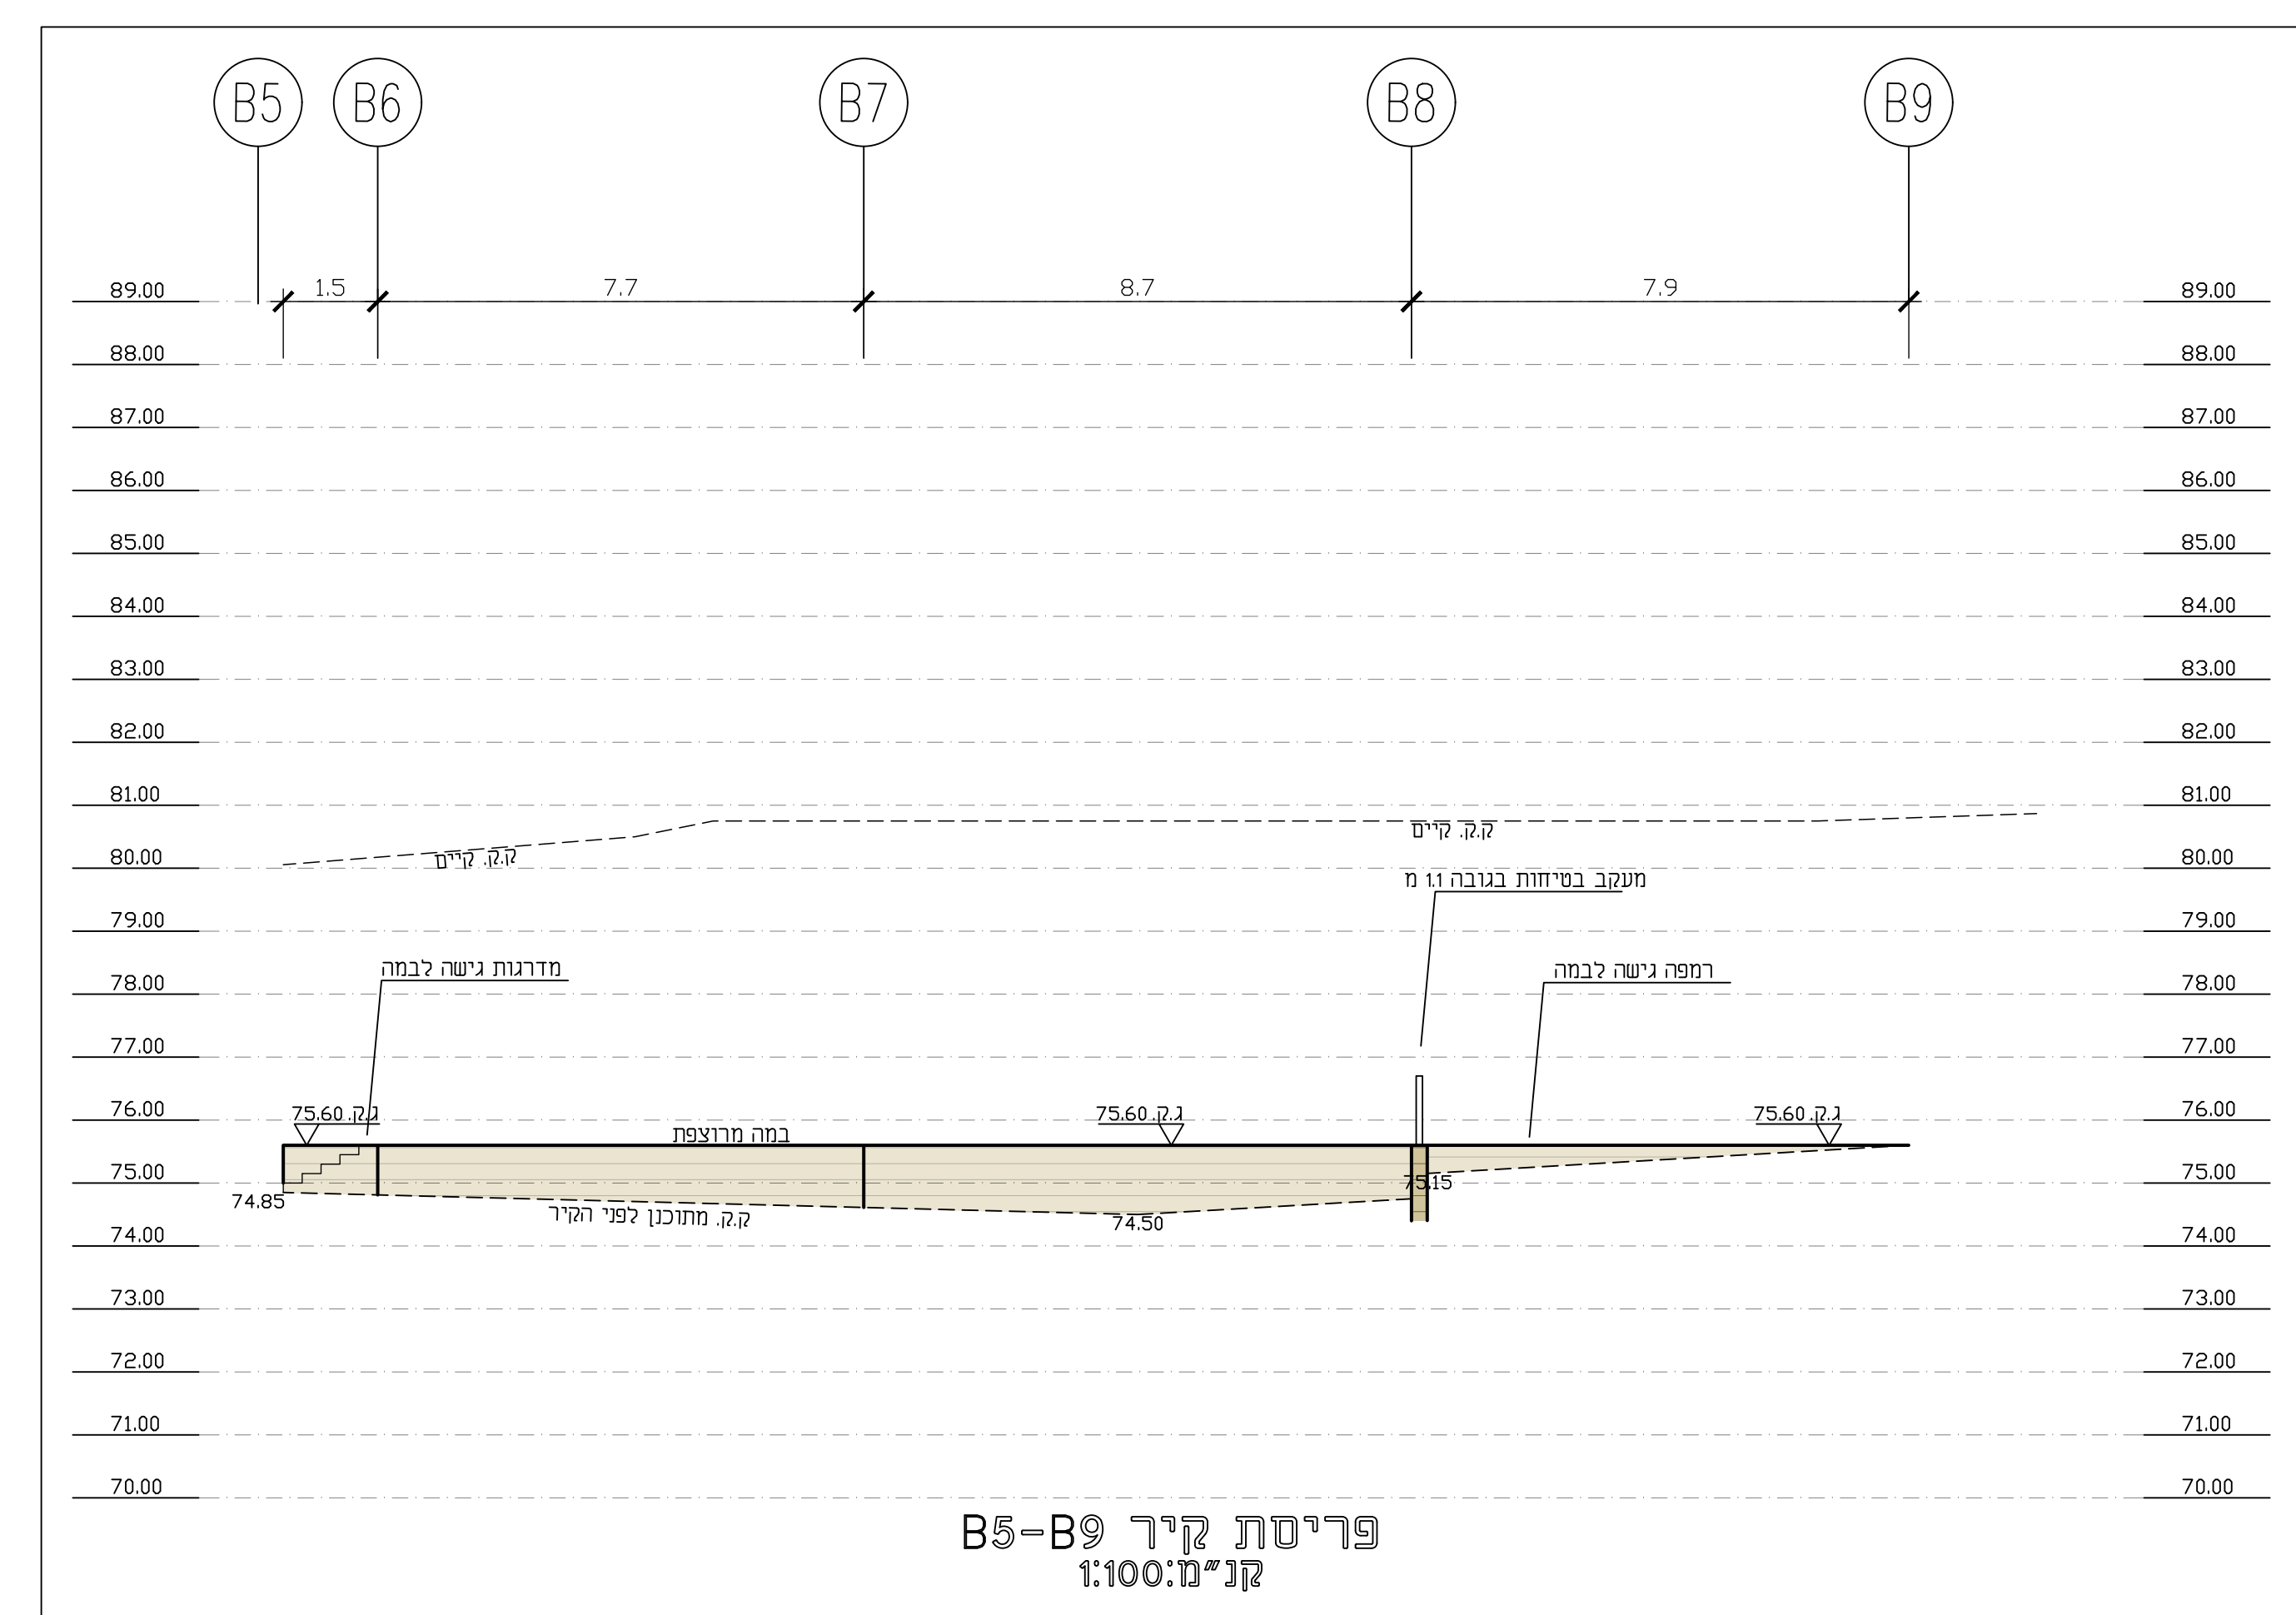 B5 B6 B7 B8 B9
1.5 7.7 8.7 7.9
89.00 89.00
88.00 88.00
87.00 87.00
86.00 86.00
85.00 85.00
84.00 84.00
83.00 83.00
82.00 82.00
81.00 81.00
ק.ק. קיים
ק.ק. קיים
80.00 80.00
מעקב בטיחות בגובה 1.1 מ
79.00 79.00
מדרגות גישה לבמה
רמפה גישה לבמה
78.00 78.00
77.00 77.00
76.00 76.00
ג.ק. 75.60
ג.ק. 75.60
ג.ק. 75.60
במה מרוצפת
75.00 75.00
75.15
74.85
ק.ק. מתוכנן לפני הקיר
74.50
74.00 74.00
73.00 73.00
72.00 72.00
71.00 71.00
70.00 70.00
פריסת קיר B5-B9
קנ״מ:1:100